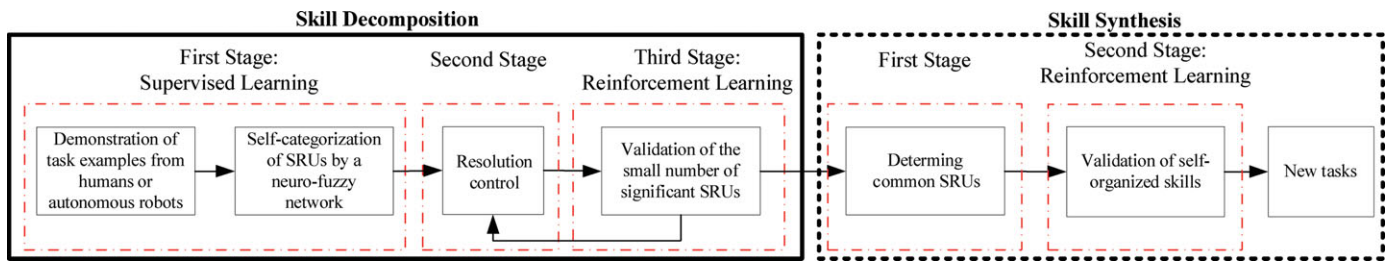 Skill Decomposition
First Stage:
Supervised Learning
Second Stage
Third Stage:
Reinforcement Learning
Demonstration of
task examples from
humans or
autonomous robots
Self-categorization
of SRUs by a
neuro-fuzzy
network
Resolution
control
Validation of the
small number of
significant SRUs
Skill Synthesis
First Stage
Second Stage:
Reinforcement Learning
Determing
common SRUs
Validation of self-
organized skills
New tasks